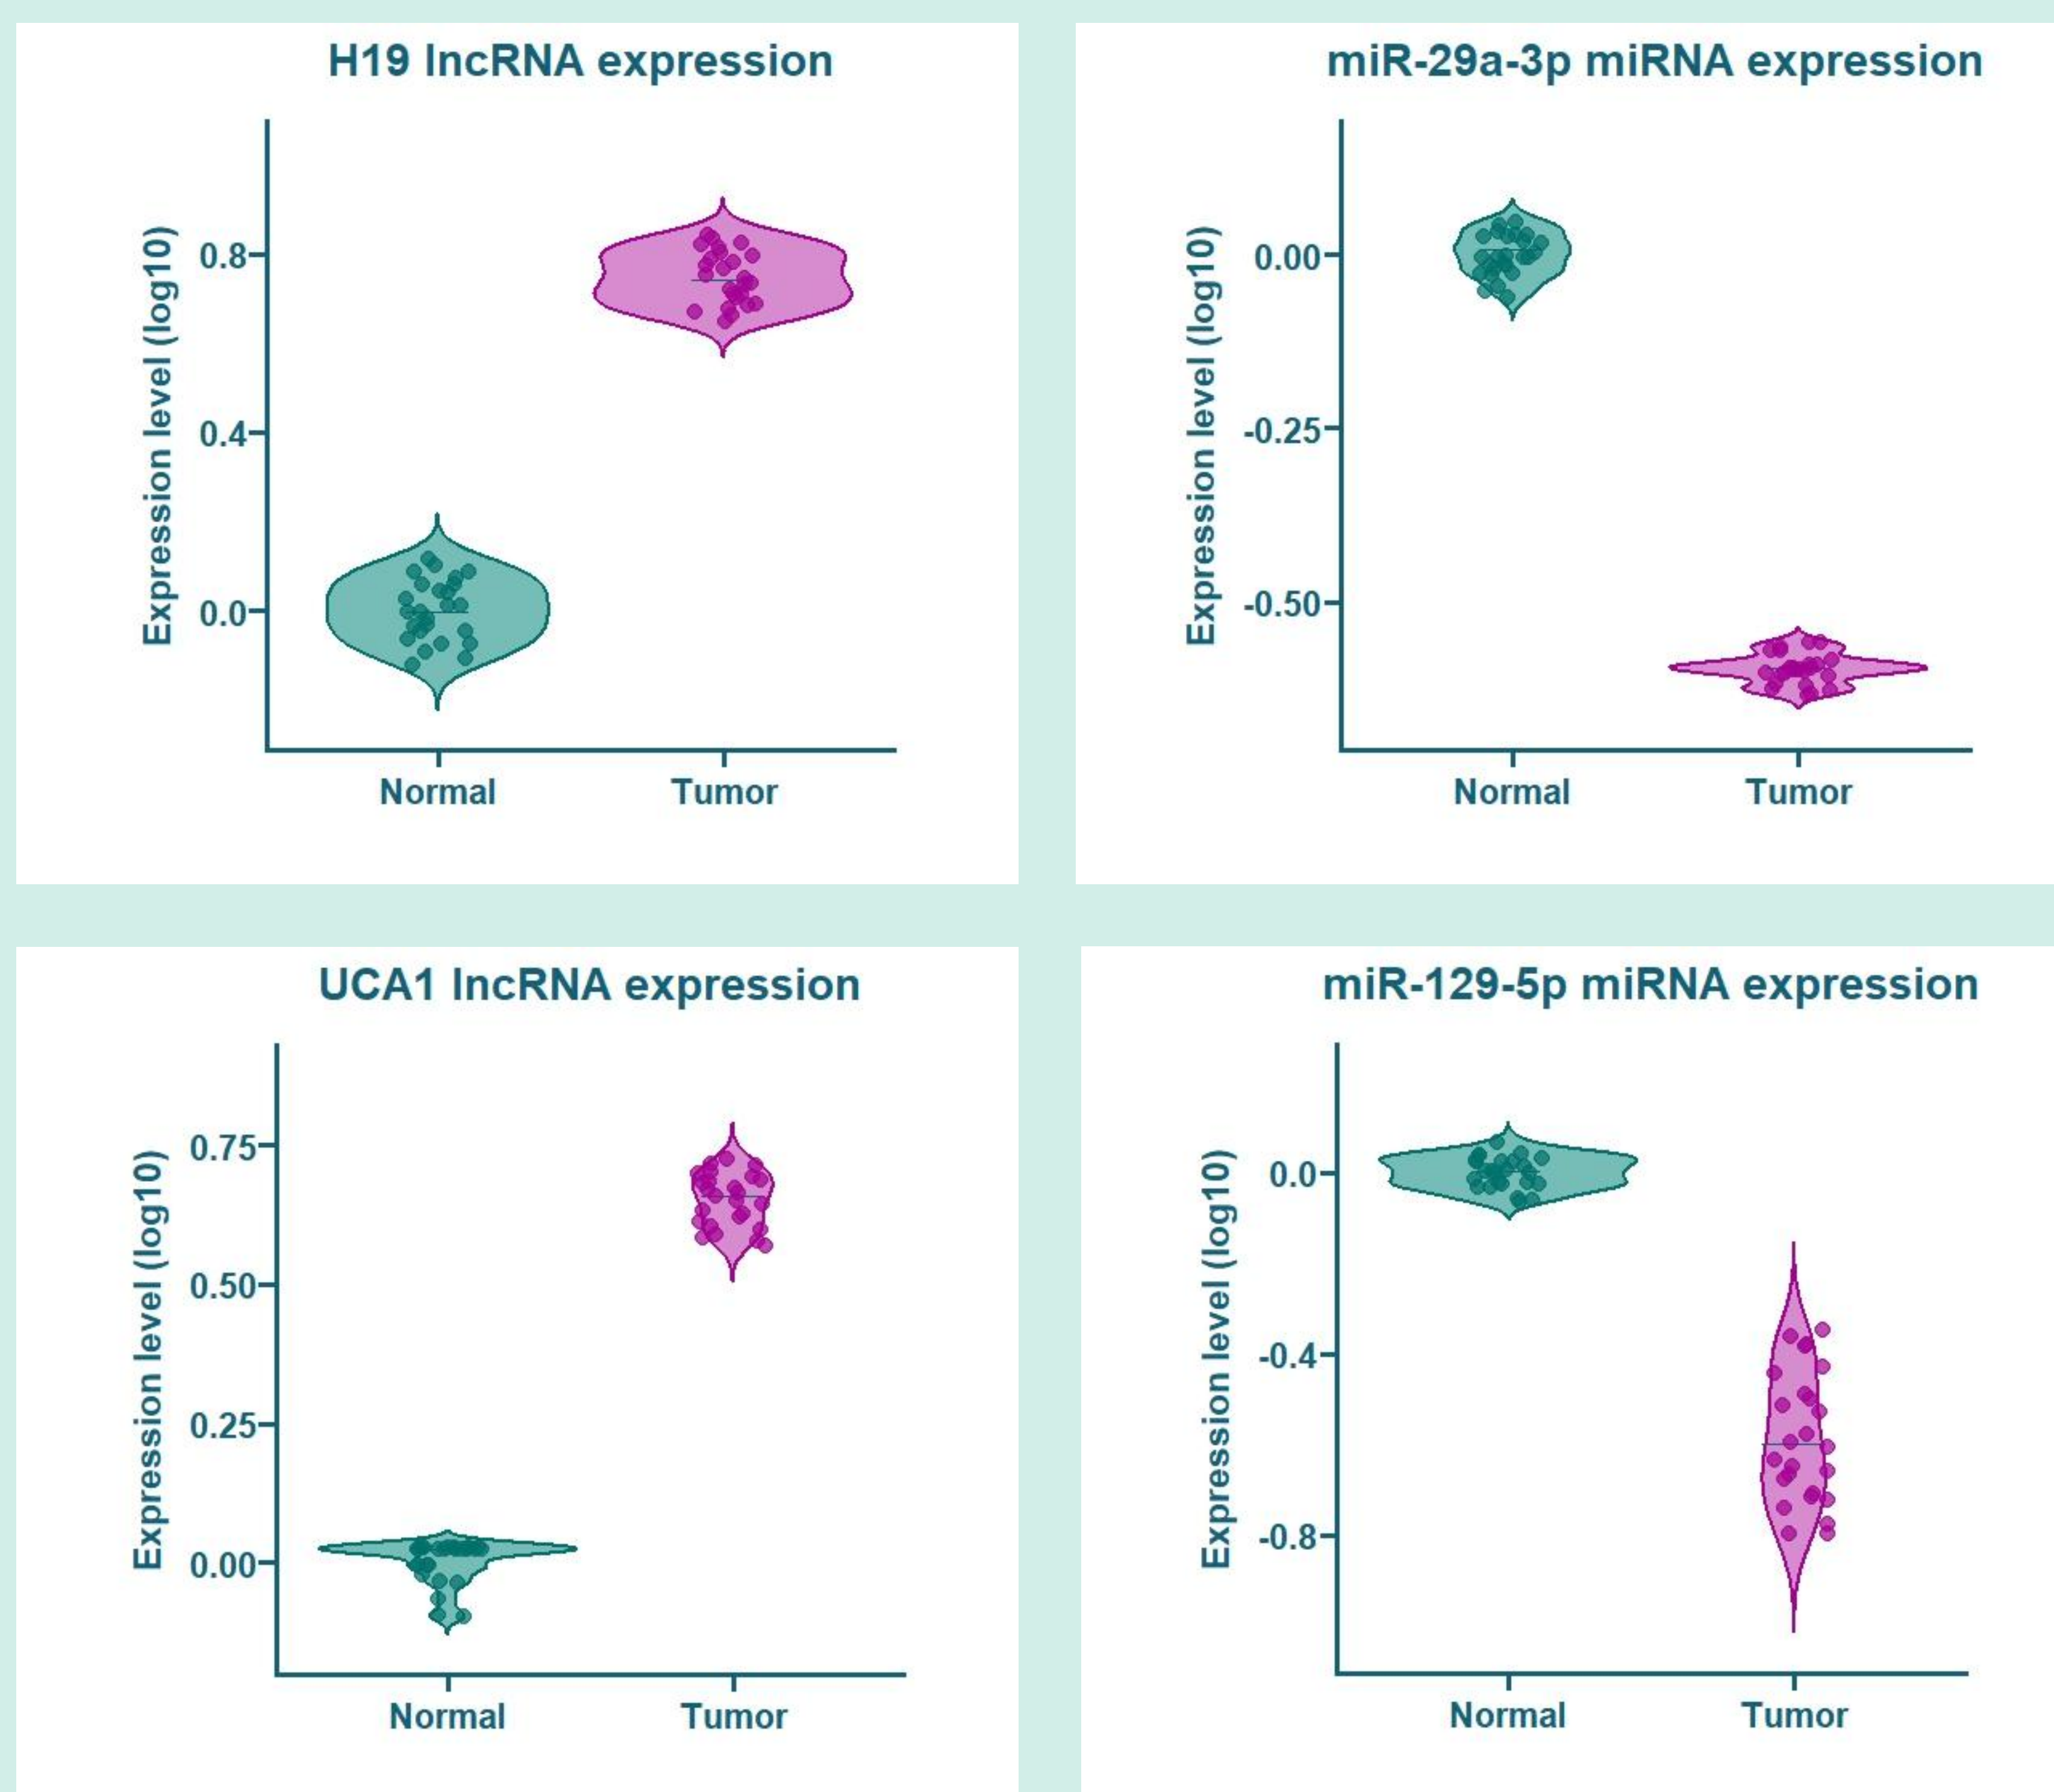 H19 lncRNA expression
Expression level (log10)
0.8
0.4
0.0
Normal
Tumor
miR-29a-3p miRNA expression
Expression level (log10)
0.00
-0.25
-0.50
Normal
Tumor
UCA1 lncRNA expression
Expression level (log10)
0.75
0.50
0.25
0.00
Normal
Tumor
miR-129-5p miRNA expression
Expression level (log10)
0.0
-0.4
-0.8
Normal
Tumor